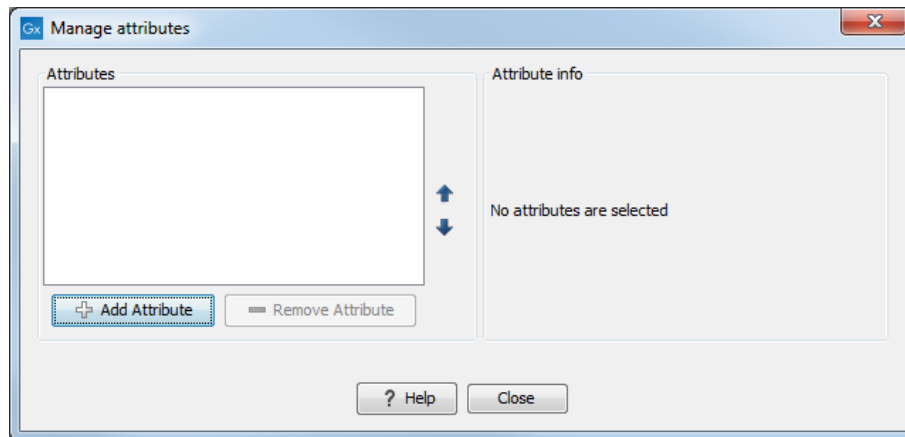 Gx Manage attributes
X
Attributes
Attribute info
No attributes are selected
Add Attribute
Remove Attribute
? Help
Close